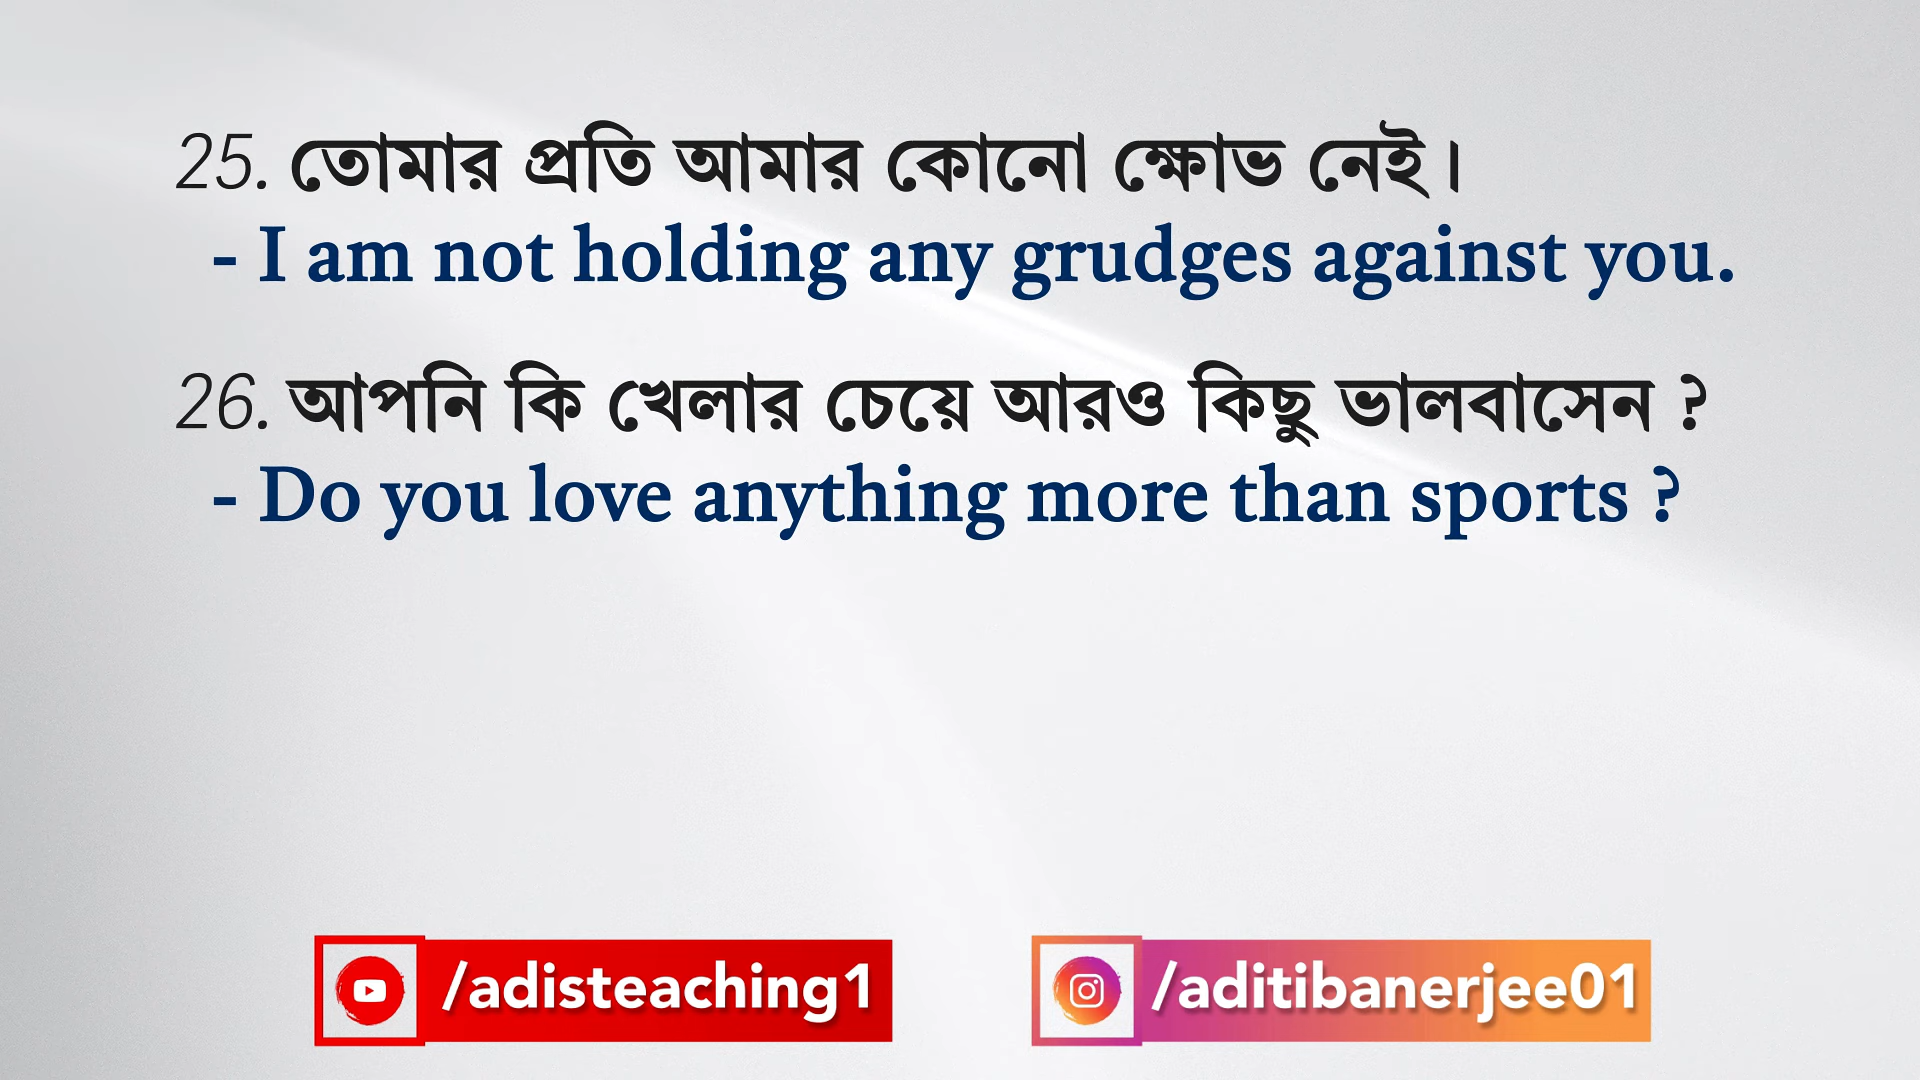 25. তোমার প্রতি আমার কোনো ক্ষোভ নেই।
- I am not holding any grudges against you.
26. আপনি কি খেলার চেয়ে আরও কিছু ভালবাসেন ?
- Do you love anything more than sports ?
/adisteaching1
/aditibanerjee01